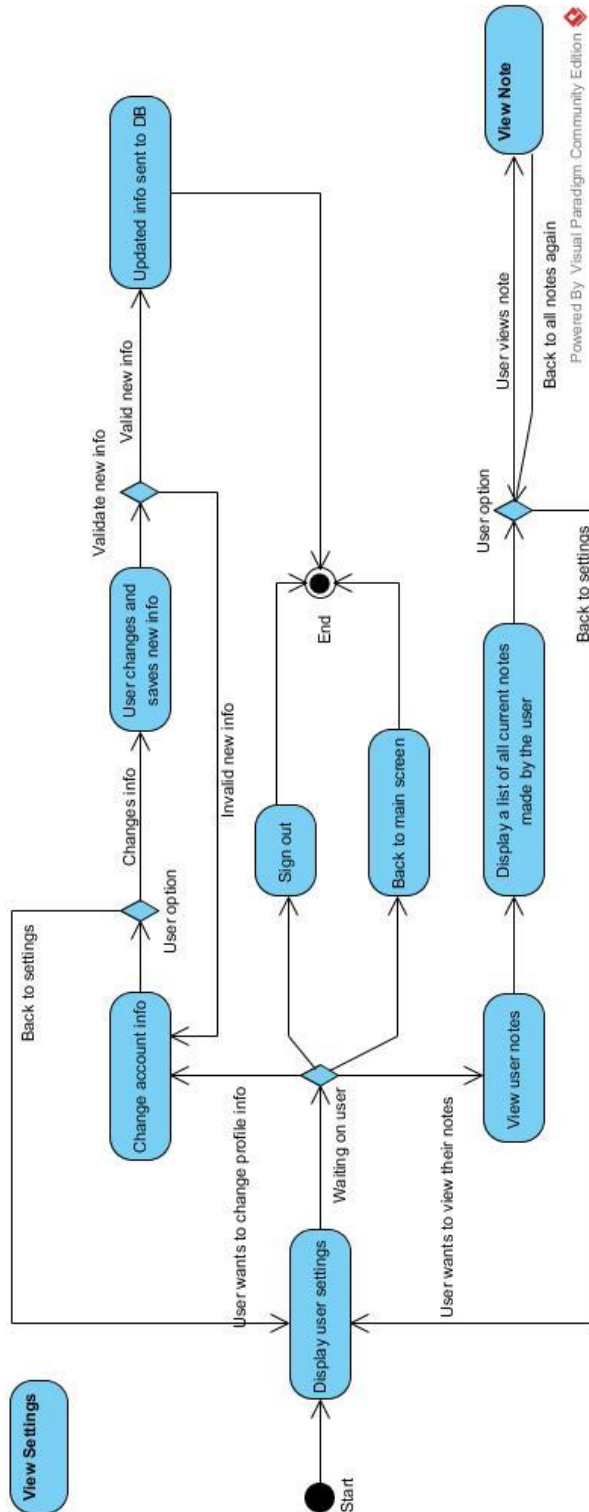 View Settings
Back to settings
Change account info
User option
Changes info
User changes and
saves new info
Validate new info
Valid new info
Updated info sent to DB
Invalid new info
User wants to change profile info
Sign out
Start
Display user settings
Waiting on user
End
Back to main screen
User wants to view their notes
View user notes
Display a list of all current notes
made by the user
User option
User views note
View Note
Back to all notes again
Back to settings
Powered By Visual Paradigm Community Edition